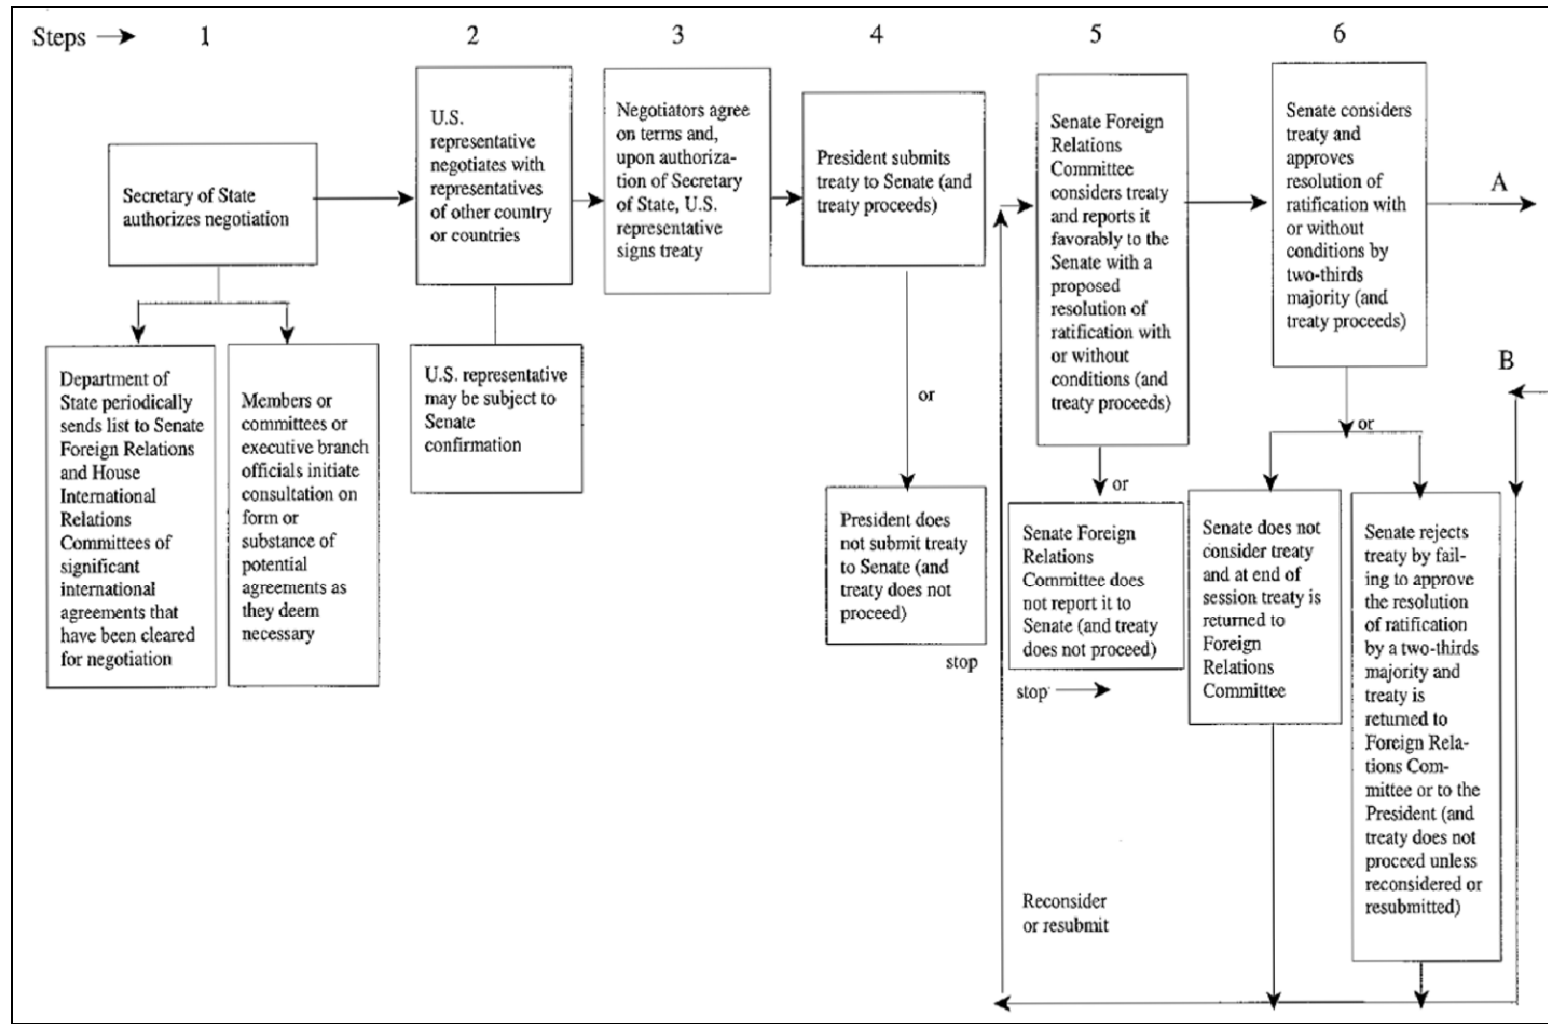 Steps 1 2 3 4 5 6
Secretary of State
authorizes negotiation
U.S.
representative
negotiates with
representatives
of other country
or countries
Negotiators agree
on terms and,
upon authoriza-
tion of Secretary
of State, U.S.
representative
signs treaty
President submits
treaty to Senate (and
treaty proceeds)
Senate Foreign
Relations
Committee
considers treaty
and reports it
favorably to the
Senate with a
proposed
resolution of
ratification with
or without
conditions (and
treaty proceeds)
Senate considers
treaty and
approves
resolution of
ratification with
or without
conditions by
two-thirds
majority (and
treaty proceeds)
A
B
Department of
State periodically
sends list to Senate
Foreign Relations
and House
International
Relations
Committees of
significant
international
agreements that
have been cleared
for negotiation
Members or
committees or
executive branch
officials initiate
consultation on
form or
substance of
potential
agreements as
they deem
necessary
U.S. representative
may be subject to
Senate
confirmation
or
President does
not submit treaty
to Senate (and
treaty does not
proceed)
stop
or
Senate Foreign
Relations
Committee does
not report it to
Senate (and treaty
does not proceed)
stop
or
Senate does not
consider treaty
and at end of
session treaty is
returned to
Foreign
Relations
Committee
Senate rejects
treaty by fail-
ing to approve
the resolution
of ratification
by a two-thirds
majority and
treaty is
returned to
Foreign Rela-
tions Com-
mittee or to the
President (and
treaty does not
proceed unless
reconsidered or
resubmitted)
Reconsider
or resubmit